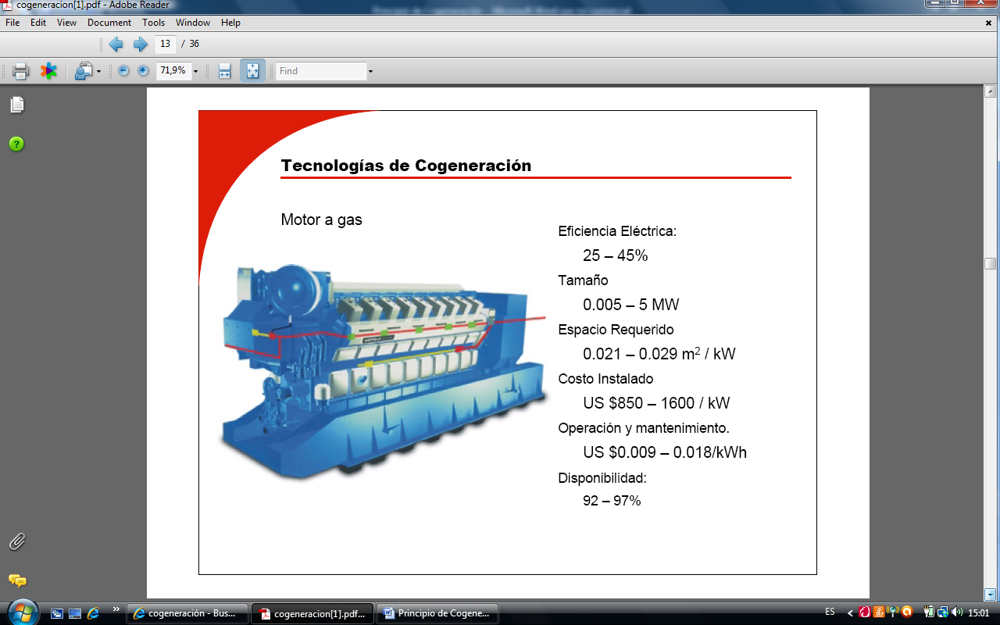 cogeneracion[1].pdf - Adobe Reader
File Edit View Document Tools Window Help
13 / 36
71,9%
Find
Tecnologías de Cogeneración
Motor a gas
Eficiencia Eléctrica:
25 – 45%
Tamaño
0.005 – 5 MW
Espacio Requerido
0.021 – 0.029 m² / kW
Costo Instalado
US $850 – 1600 / kW
Operación y mantenimiento.
US $0.009 – 0.018/kWh
Disponibilidad:
92 – 97%
cogeneración - Bus...
cogeneracion[1].pdf...
Principio de Cogene...
ES
15:01